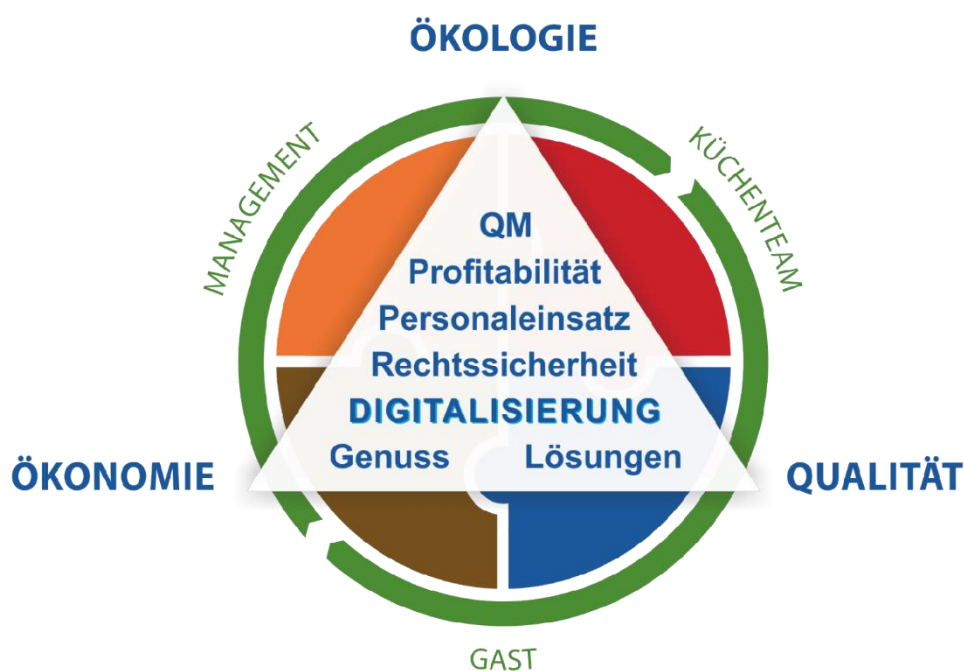 ÖKOLOGIE
MANAGEMENT
KÜCHENTEAM
QM
Profitabilität
Personaleinsatz
Rechtssicherheit
DIGITALISIERUNG
Genuss Lösungen
ÖKONOMIE
QUALITÄT
GAST